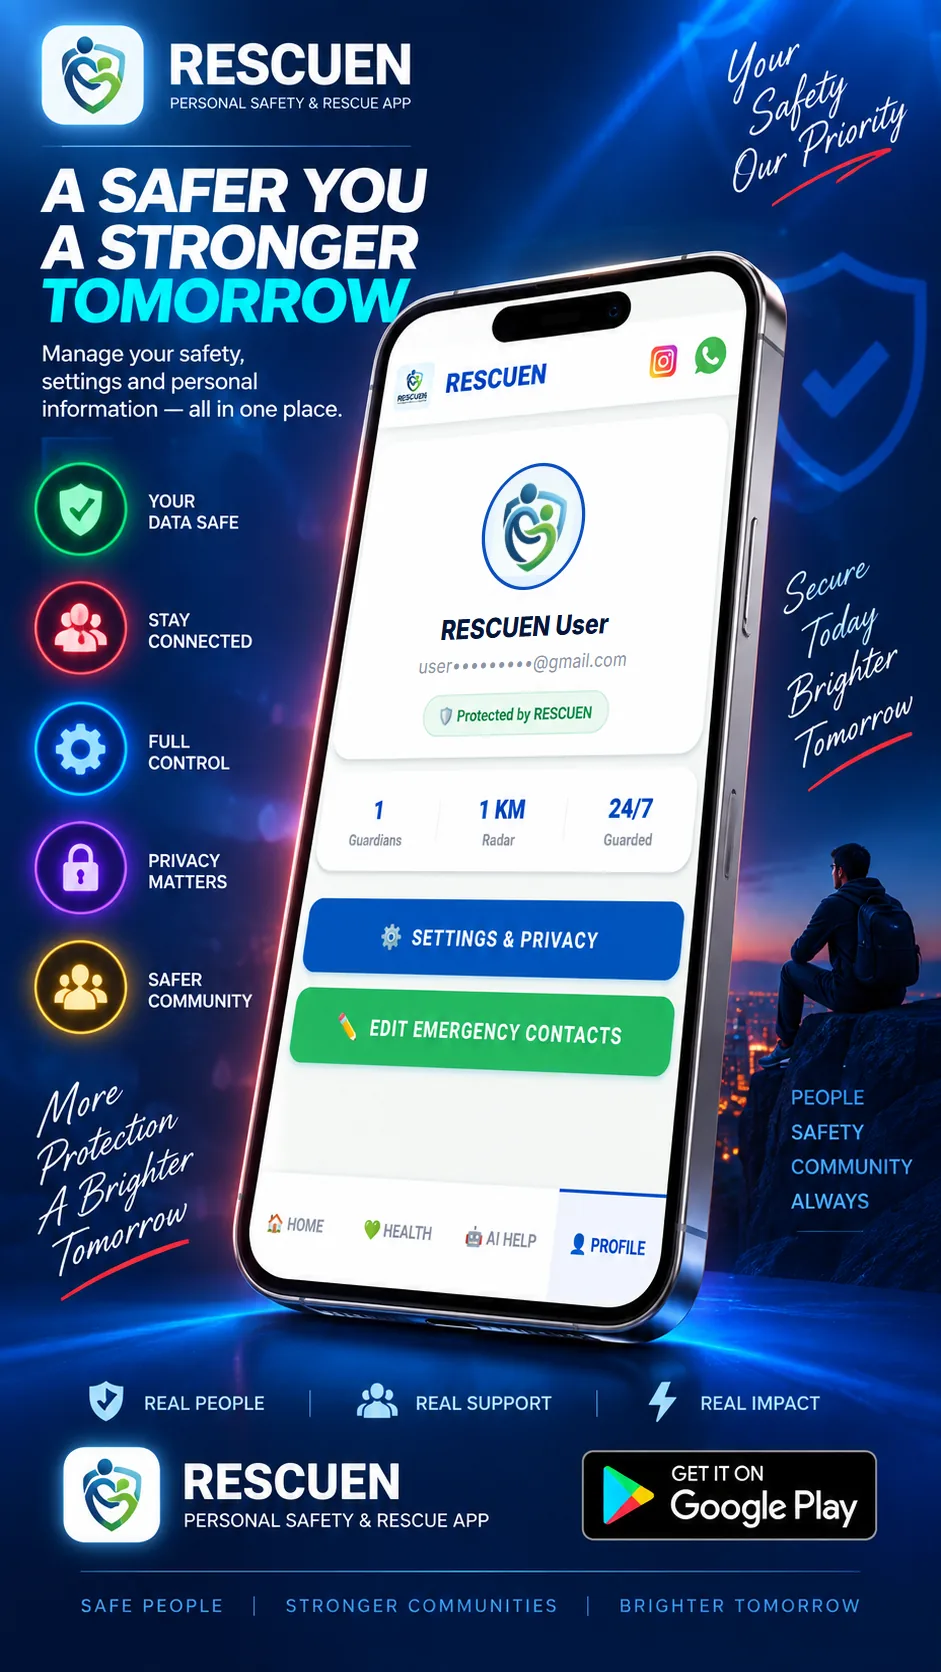 RESCUEN
PERSONAL SAFETY & RESCUE APP
Your
Safety
Our Priority
A SAFER YOU
A STRONGER
TOMORROW
Manage your safety,
settings and personal
information — all in one place.
YOUR
DATA SAFE
STAY
CONNECTED
FULL
CONTROL
PRIVACY
MATTERS
SAFER
COMMUNITY
More
Protection
A Brighter
Tomorrow
RESCUEN
RESCUEN
RESCUEN User
user•••••••••@gmail.com
Protected by RESCUEN
1
Guardians
1 KM
Radar
24/7
Guarded
SETTINGS & PRIVACY
EDIT EMERGENCY CONTACTS
HOME
HEALTH
AI HELP
PROFILE
Secure
Today
Brighter
Tomorrow
PEOPLE
SAFETY
COMMUNITY
ALWAYS
REAL PEOPLE
REAL SUPPORT
REAL IMPACT
RESCUEN
PERSONAL SAFETY & RESCUE APP
GET IT ON
Google Play
SAFE PEOPLE | STRONGER COMMUNITIES | BRIGHTER TOMORROW